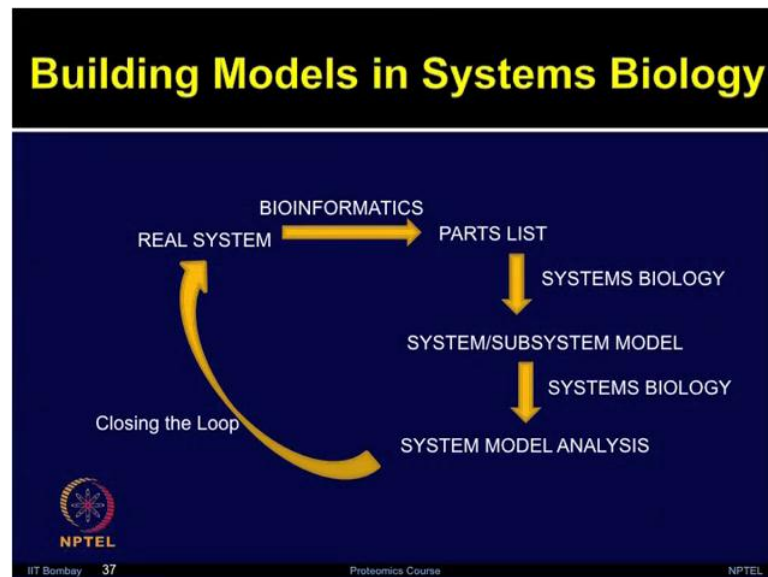 Building Models in Systems Biology
BIOINFORMATICS
REAL SYSTEM
PARTS LIST
SYSTEMS BIOLOGY
SYSTEM/SUBSYSTEM MODEL
SYSTEMS BIOLOGY
Closing the Loop
SYSTEM MODEL ANALYSIS
NPTEL
IIT Bombay 37 Proteomics Course NPTEL